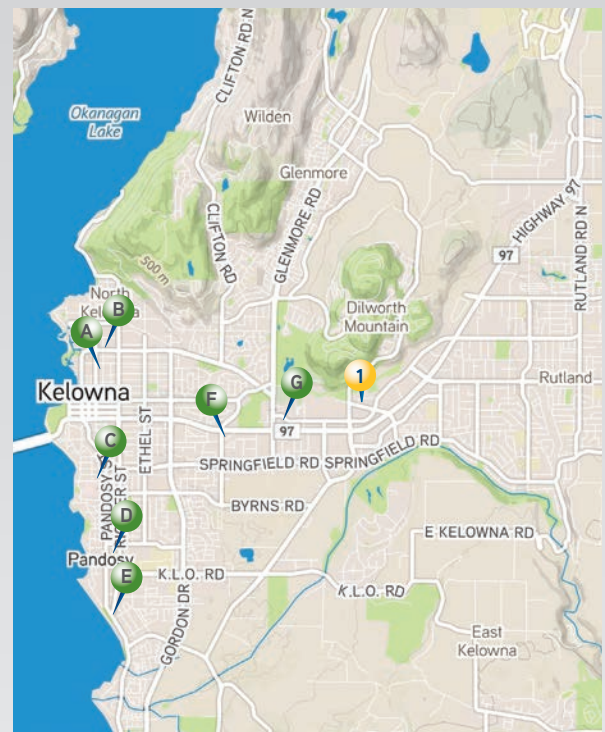 CLIFTON RD N
Okanagan
Lake
Wilden
Glenmore
HIGHWAY 97
RUTLAND RD N
CLIFTON RD
GLENMORE RD
97
500 m
North
Kelowna
B
A
Dilworth
Mountain
1
Rutland
G
Kelowna
F
97
ETHEL ST
C
SPRINGFIELD RD SPRINGFIELD RD
PANDOSY ST
BYRNS RD
D
E KELOWNA RD
Pandosy
E
K.L.O. RD
K.L.O. RD
GORDON DR
East
Kelowna